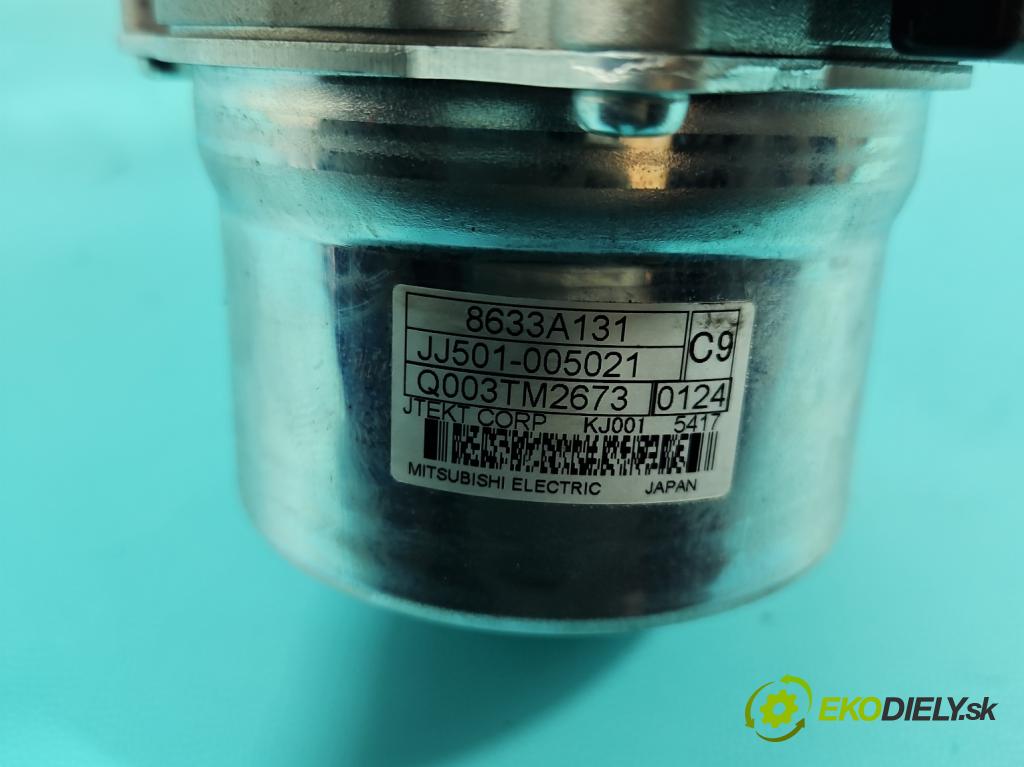 8633A131
JJ501-005021 C9
Q003TM2673 0124
JTEKT CORP KJ001 5417
MITSUBISHI ELECTRIC JAPAN
EKODIELY.sk